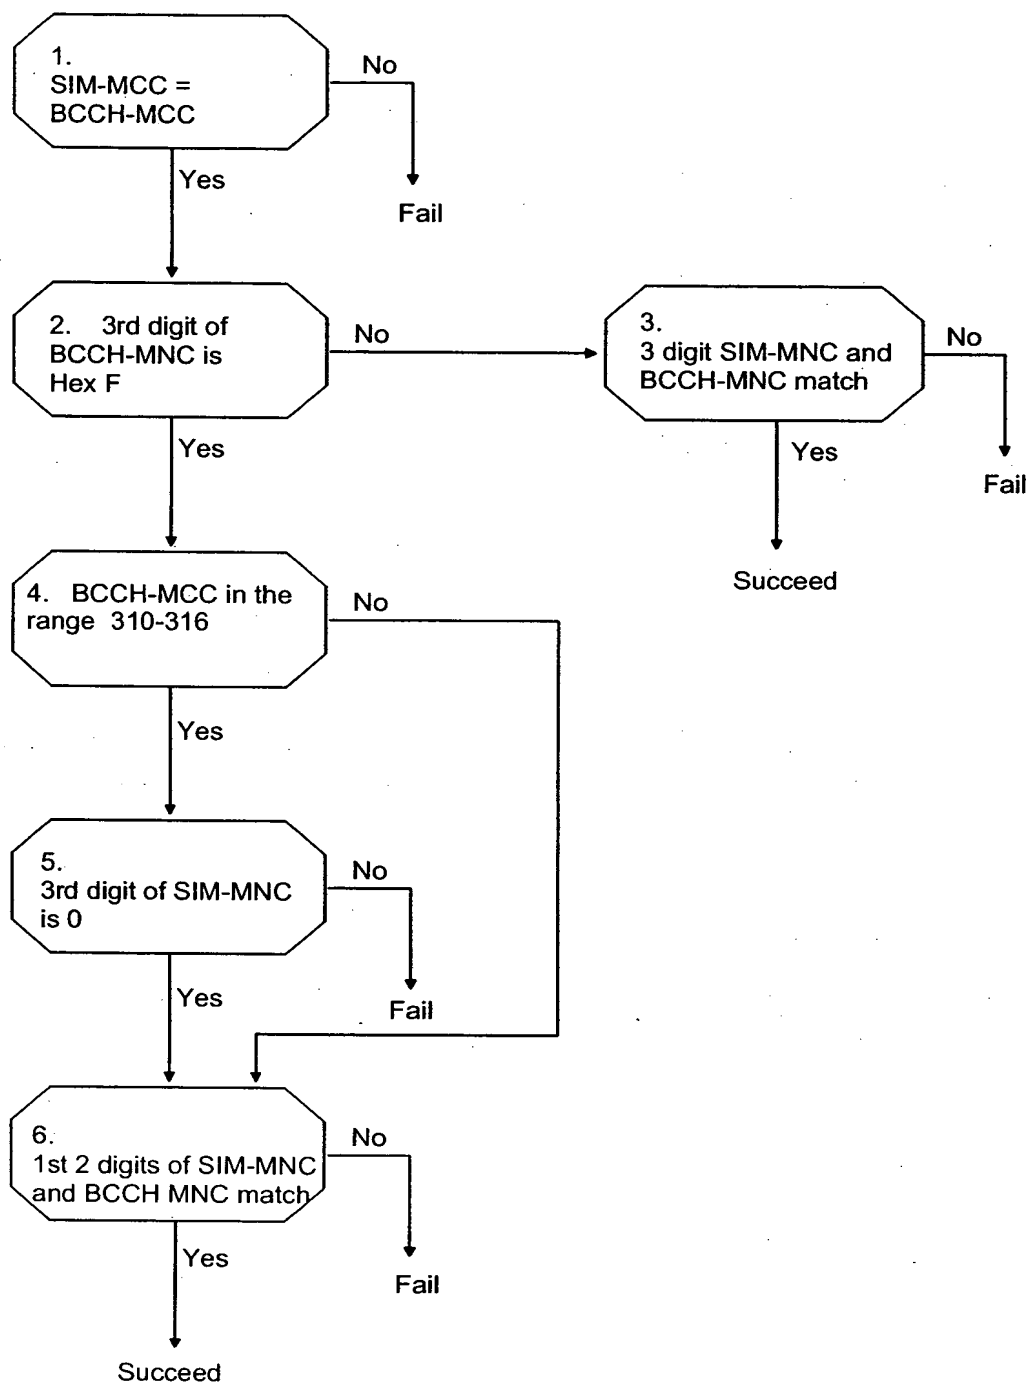 1.
SIM-MCC =
BCCH-MCC
No
Yes
Fail
2. 3rd digit of
BCCH-MNC is
Hex F
No
3.
3 digit SIM-MNC and
BCCH-MNC match
No
Yes
Yes
Fail
Succeed
4. BCCH-MCC in the
range 310-316
No
Yes
5.
3rd digit of SIM-MNC
is 0
No
Yes
Fail
6.
1st 2 digits of SIM-MNC
and BCCH MNC match
No
Yes
Fail
Succeed